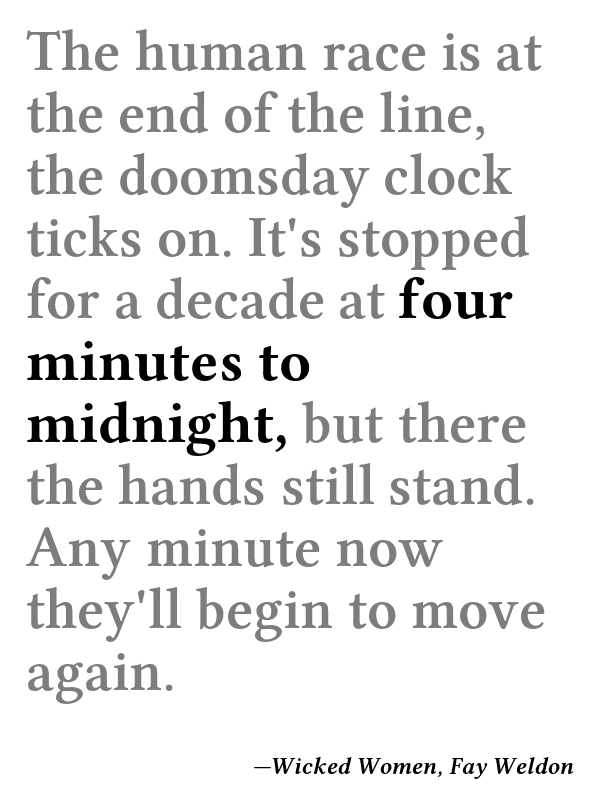 The human race is at
the end of the line,
the doomsday clock
ticks on. It's stopped
for a decade at four
minutes to
midnight, but there
the hands still stand.
Any minute now
they'll begin to move
again.
—Wicked Women, Fay Weldon